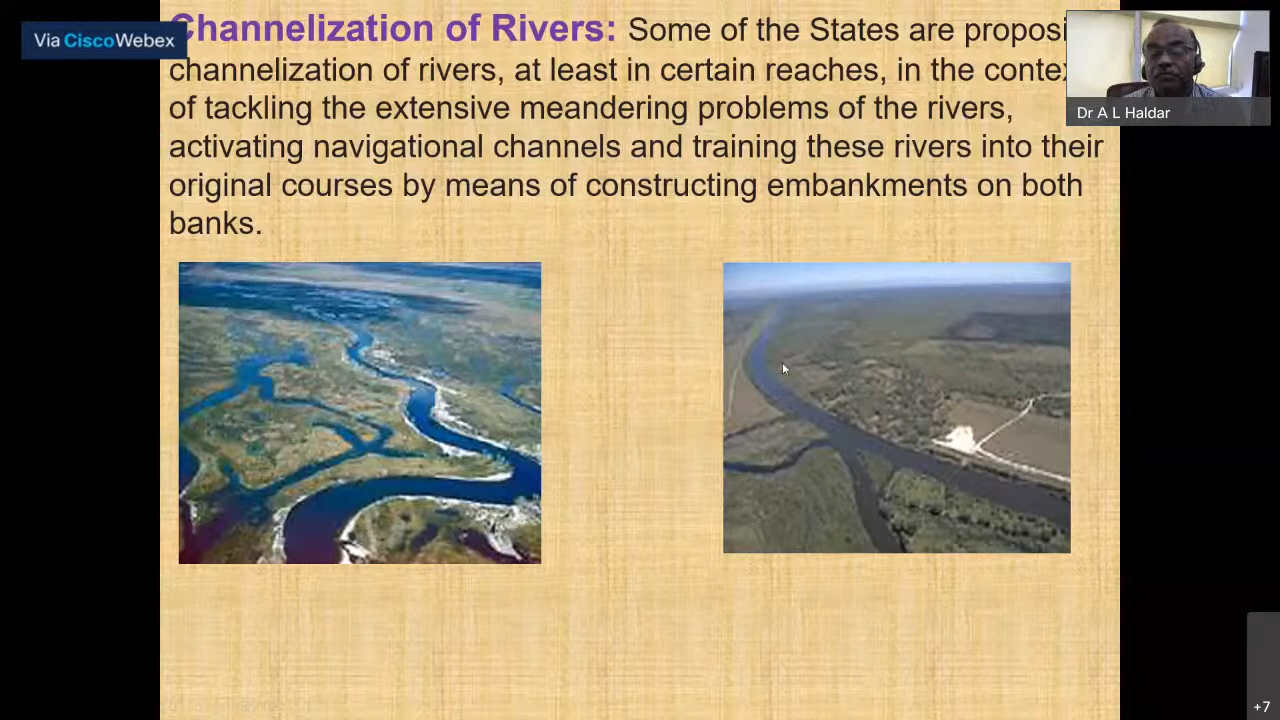 Via CiscoWebex
Channelization of Rivers: Some of the States are proposi
channelization of rivers, at least in certain reaches, in the contex
of tackling the extensive meandering problems of the rivers,
activating navigational channels and training these rivers into their
original courses by means of constructing embankments on both
banks.
Dr A L Haldar
+7